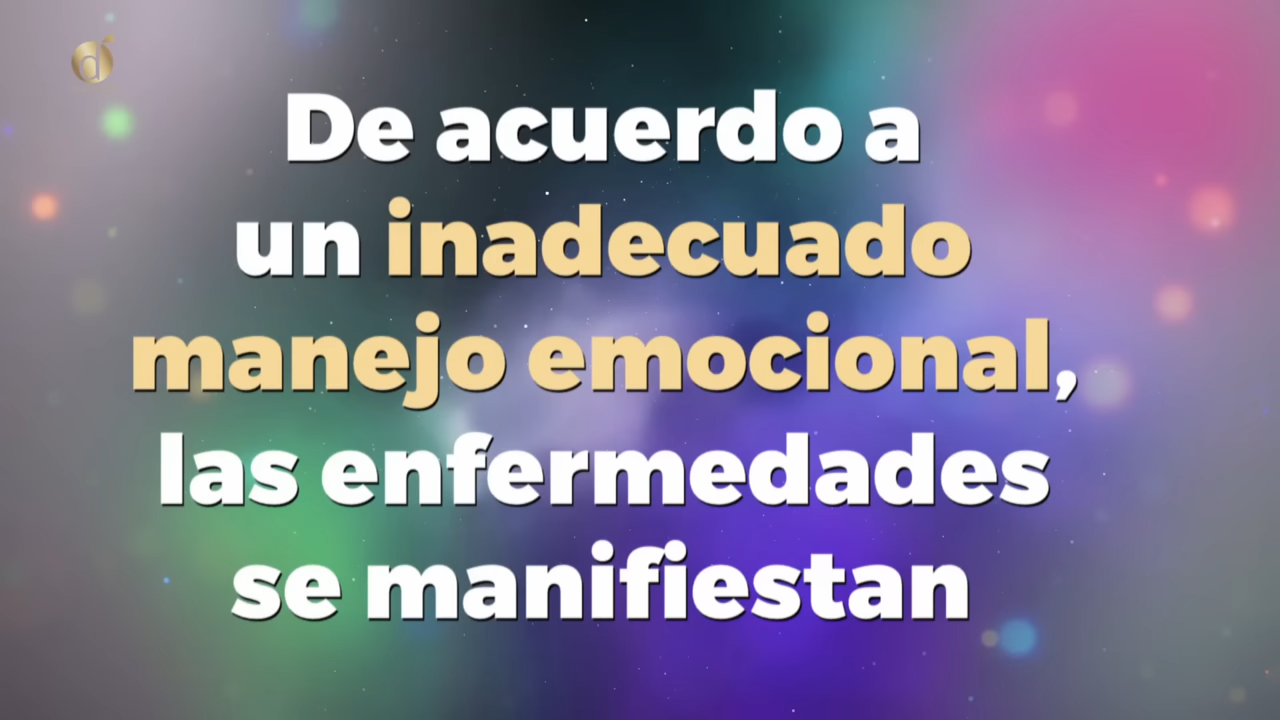 De acuerdo a
un inadecuado
manejo emocional,
las enfermedades
se manifiestan